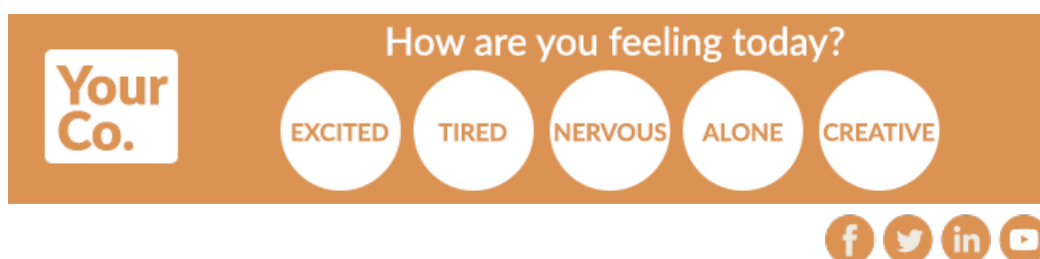 How are you feeling today?
Your
Co.
EXCITED TIRED NERVOUS ALONE CREATIVE
f in